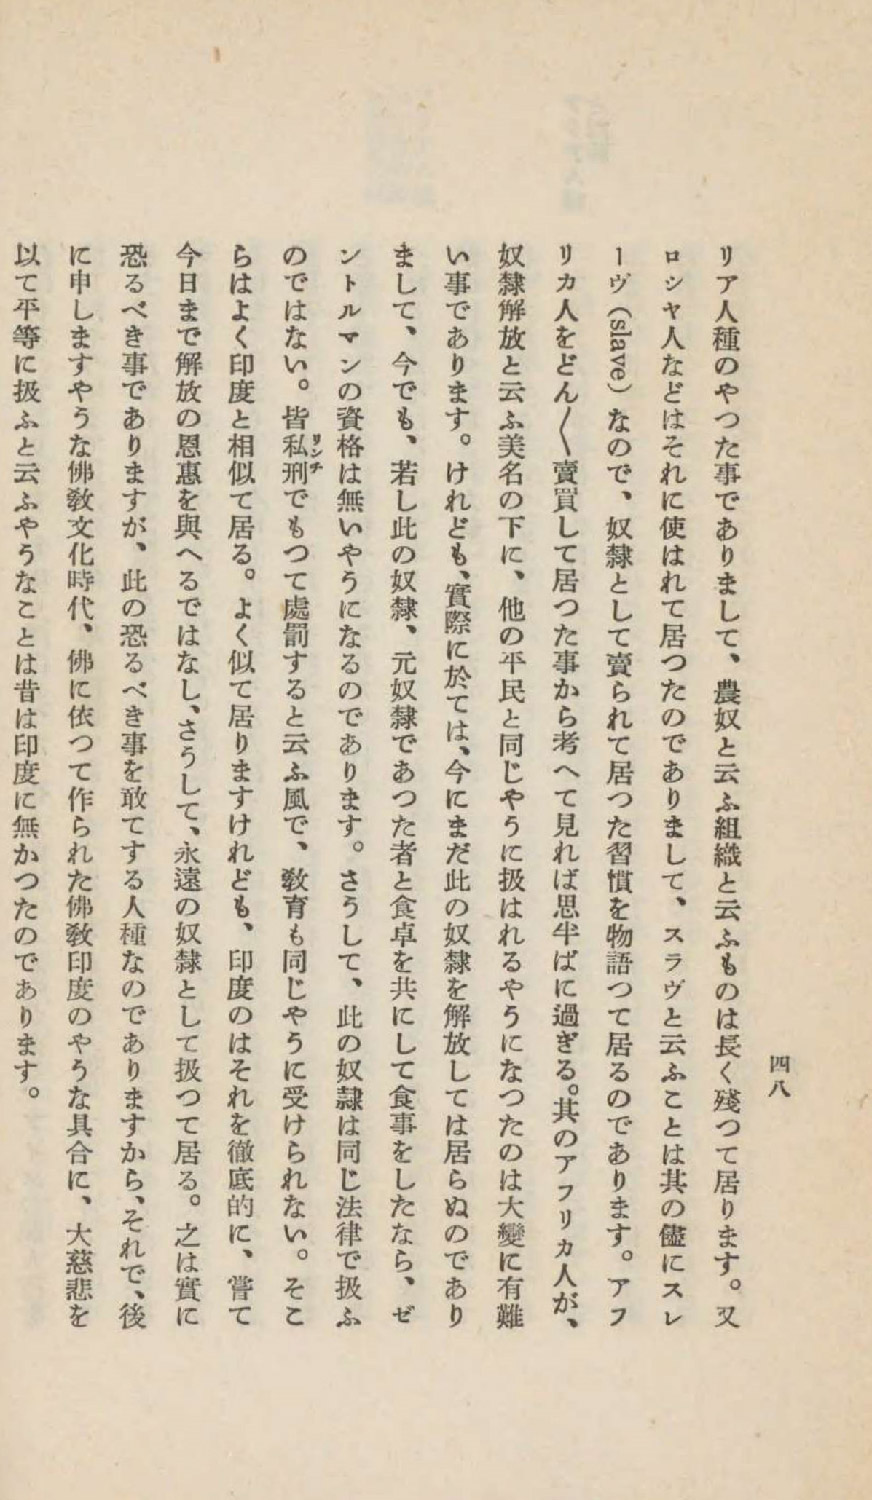 四八
リア人種のやつた事でありまして、農奴と云ふ組織と云ふものは長く殘つて居ります。又
ロシヤ人などはそれに使はれて居つたのでありまして、スラヴと云ふことは其の儘にスレ
ーヴ（slave）なので、奴隸として賣られて居つた習慣を物語つて居るのであります。アフ
リカ人をどん〳〵賣買して居つた事から考へて見れば思半ばに過ぎる。其のアフリカ人が、
奴隸解放と云ふ美名の下に、他の平民と同じやうに扱はれるやうになつたのは大變に有難
い事であります。けれども、實際に於ては、今にまだ此の奴隸を解放しては居らぬのであり
まして、今でも、若し此の奴隸、元奴隸であつた者と食卓を共にして食事をしたなら、ゼ
ントルマンの資格は無いやうになるのであります。さうして、此の奴隸は同じ法律で扱ふ
のではない。皆私刑リンチでもつて處罰すると云ふ風で、敎育も同じやうに受けられない。そこ
らはよく印度と相似て居る。よく似て居りますけれども、印度のはそれを徹底的に、嘗て
今日まで解放の恩惠を與へるではなし、さうして、永遠の奴隸として扱つて居る。之は實に
恐るべき事でありますが、此の恐るべき事を敢てする人種なのでありますから、それで、後
に申しますやうな佛敎文化時代、佛に依つて作られた佛敎印度のやうな具合に、大慈悲を
以て平等に扱ふと云ふやうなことは昔は印度に無かつたのであります。